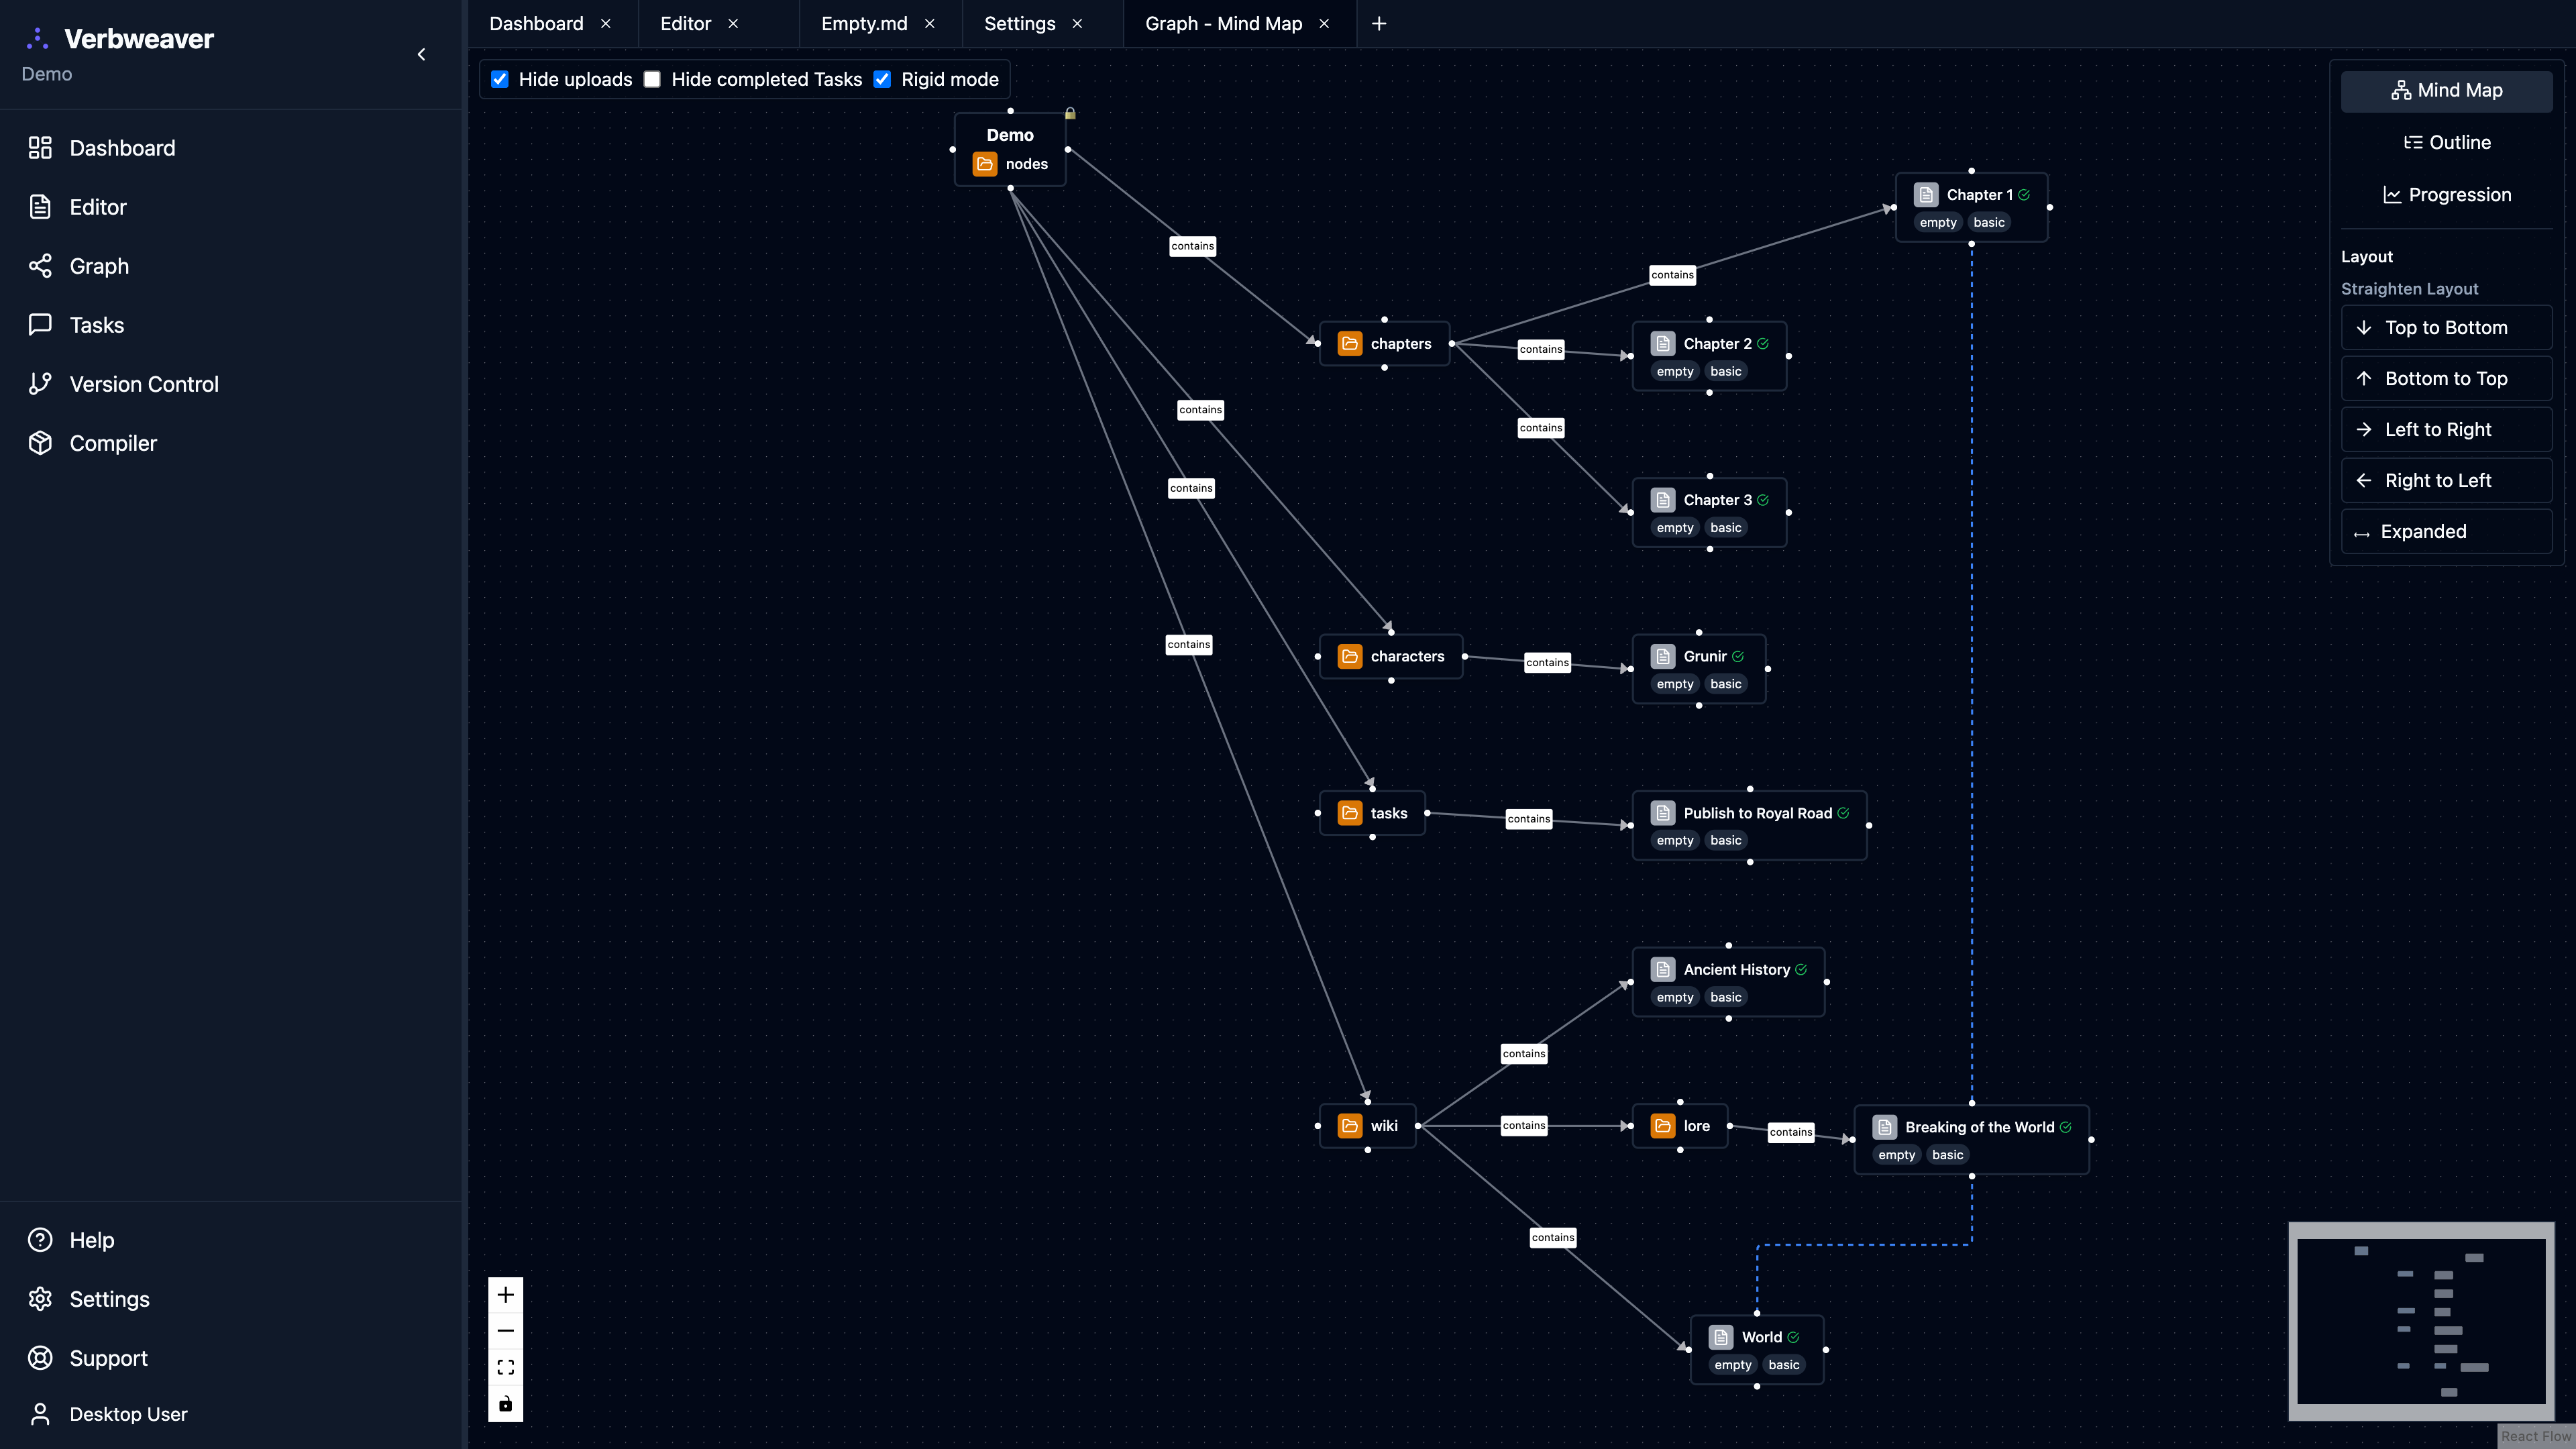 Verbweaver
Demo
Dashboard
Editor
Graph
Tasks
Version Control
Compiler
Help
Settings
Support
Desktop User
Dashboard
Editor
Empty.md
Settings
Graph - Mind Map
Hide uploads
Hide completed Tasks
Rigid mode
Demo
nodes
contains
contains
contains
contains
chapters
contains
contains
contains
Chapter 1
empty basic
Chapter 2
empty basic
Chapter 3
empty basic
characters
contains
Grunir
empty basic
tasks
contains
Publish to Royal Road
empty basic
wiki
contains
contains
contains
Ancient History
empty basic
lore
contains
Breaking of the World
empty basic
World
empty basic
Mind Map
Outline
Progression
Layout
Straighten Layout
Top to Bottom
Bottom to Top
Left to Right
Right to Left
Expanded
React Flow